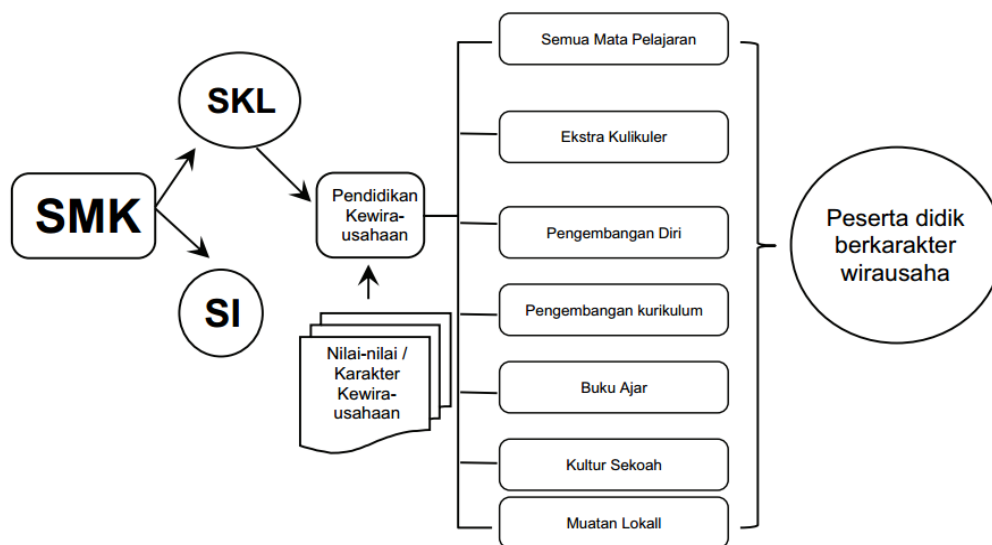 SMK
SKL
SI
Pendidikan
Kewira-
usahaan
Nilai-nilai /
Karakter
Kewira-
usahaan
Semua Mata Pelajaran
Ekstra Kulikuler
Pengembangan Diri
Pengembangan kurikulum
Buku Ajar
Kultur Sekoah
Muatan Lokall
Peserta didik
berkarakter
wirausaha